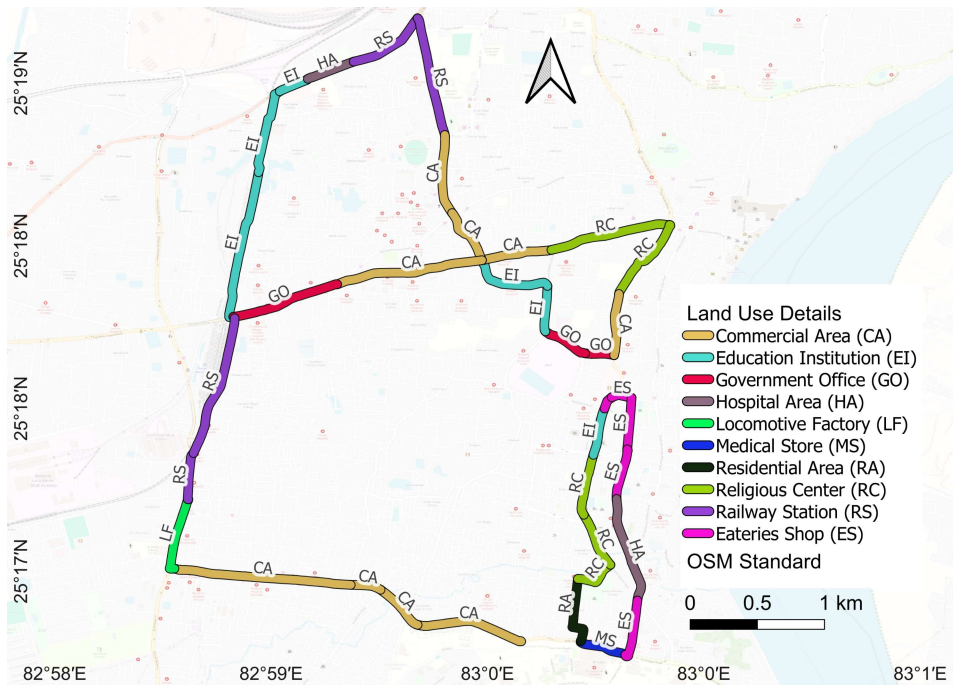 RS
HA
EI
RS
25°19'N
EI
CA
EI
CA
RC
CA
RC
25°18'N
CA
EI
GO
EI
CA
GO
GO
Land Use Details
Commercial Area (CA)
Education Institution (EI)
Government Office (GO)
Hospital Area (HA)
Locomotive Factory (LF)
Medical Store (MS)
Residential Area (RA)
Religious Center (RC)
Railway Station (RS)
Eateries Shop (ES)
OSM Standard
0 0.5 1 km
RS
ES
25°18'N
ES
EI
RS
ES
RC
LF
RC
HA
25°17'N
CA
CA
RC
CA
RA
CA
ES
MS
82°58'E 82°59'E 83°0'E 83°0'E 83°1'E